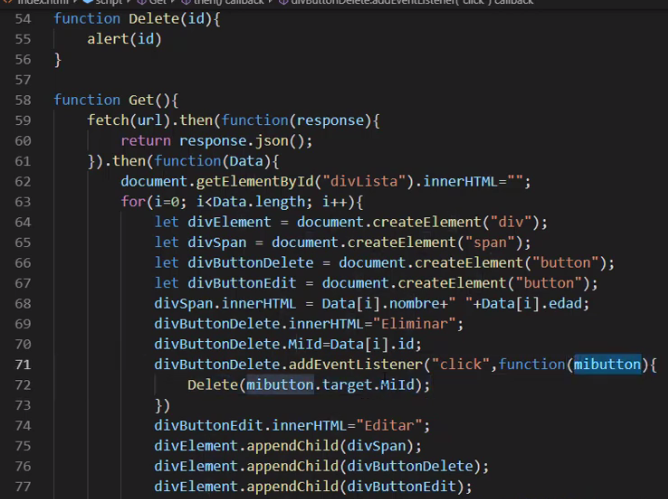 index.html > script > Get > then() callback > divButtonDelete.addEventListener("click") callback
54 function Delete(id){
55 alert(id)
56 }
57
58 function Get(){
59 fetch(url).then(function(response){
60 return response.json();
61 }).then(function(Data){
62 document.getElementById("divLista").innerHTML="";
63 for(i=0; i<Data.length; i++){
64 let divElement = document.createElement("div");
65 let divSpan = document.createElement("span");
66 let divButtonDelete = document.createElement("button");
67 let divButtonEdit = document.createElement("button");
68 divSpan.innerHTML = Data[i].nombre+" "+Data[i].edad;
69 divButtonDelete.innerHTML="Eliminar";
70 divButtonDelete.MiId=Data[i].id;
71 divButtonDelete.addEventListener("click",function(mibutton){
72 Delete(mibutton.target.MiId);
73 })
74 divButtonEdit.innerHTML="Editar";
75 divElement.appendChild(divSpan);
76 divElement.appendChild(divButtonDelete);
77 divElement.appendChild(divButtonEdit);